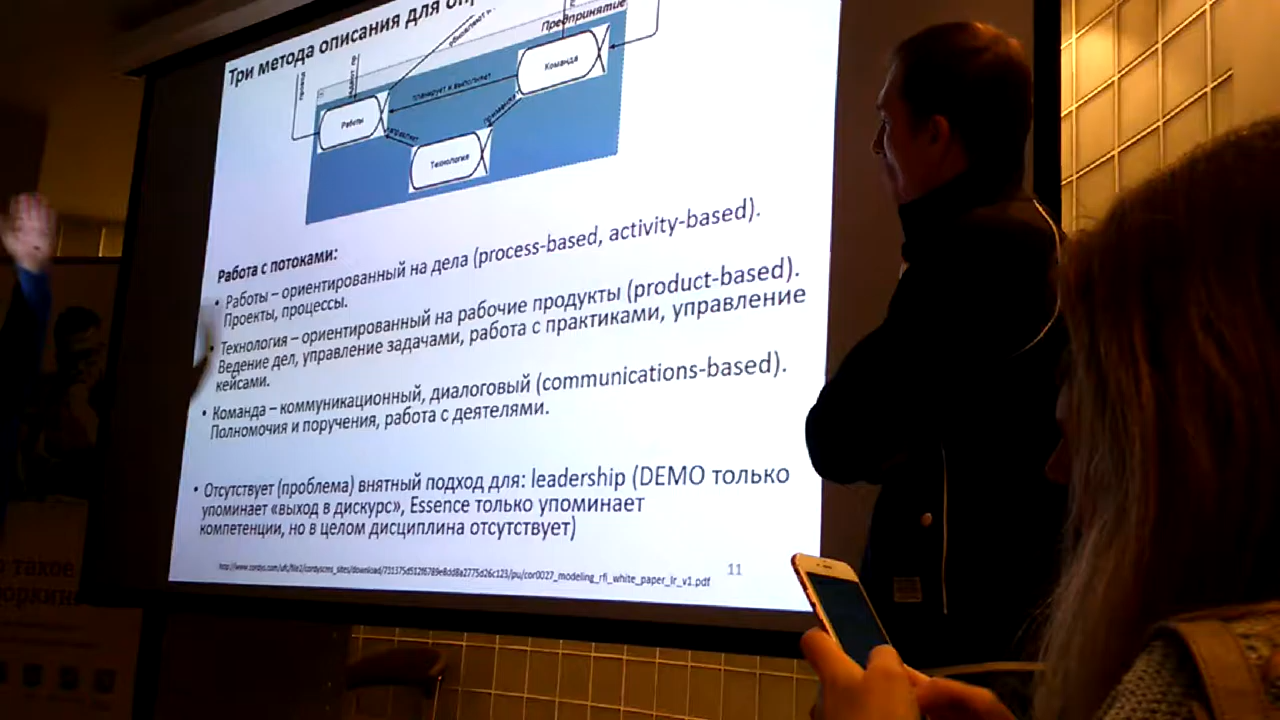 Три метода описания для
обновляют
Предприятие
Команда
планирует и выполняет
Работы
Технология
Работа с потоками:
• Работы – ориентированный на дела (process-based, activity-based).
Проекты, процессы.
• Технология – ориентированный на рабочие продукты (product-based).
Ведение дел, управление задачами, работа с практиками, управление
кейсами.
• Команда – коммуникационный, диалоговый (communications-based).
Полномочия и поручения, работа с деятелями.
• Отсутствует (проблема) внятный подход для: leadership (DEMO только
упоминает «выход в дискурс», Essence только упоминает
компетенции, но в целом дисциплина отсутствует)
11
такое